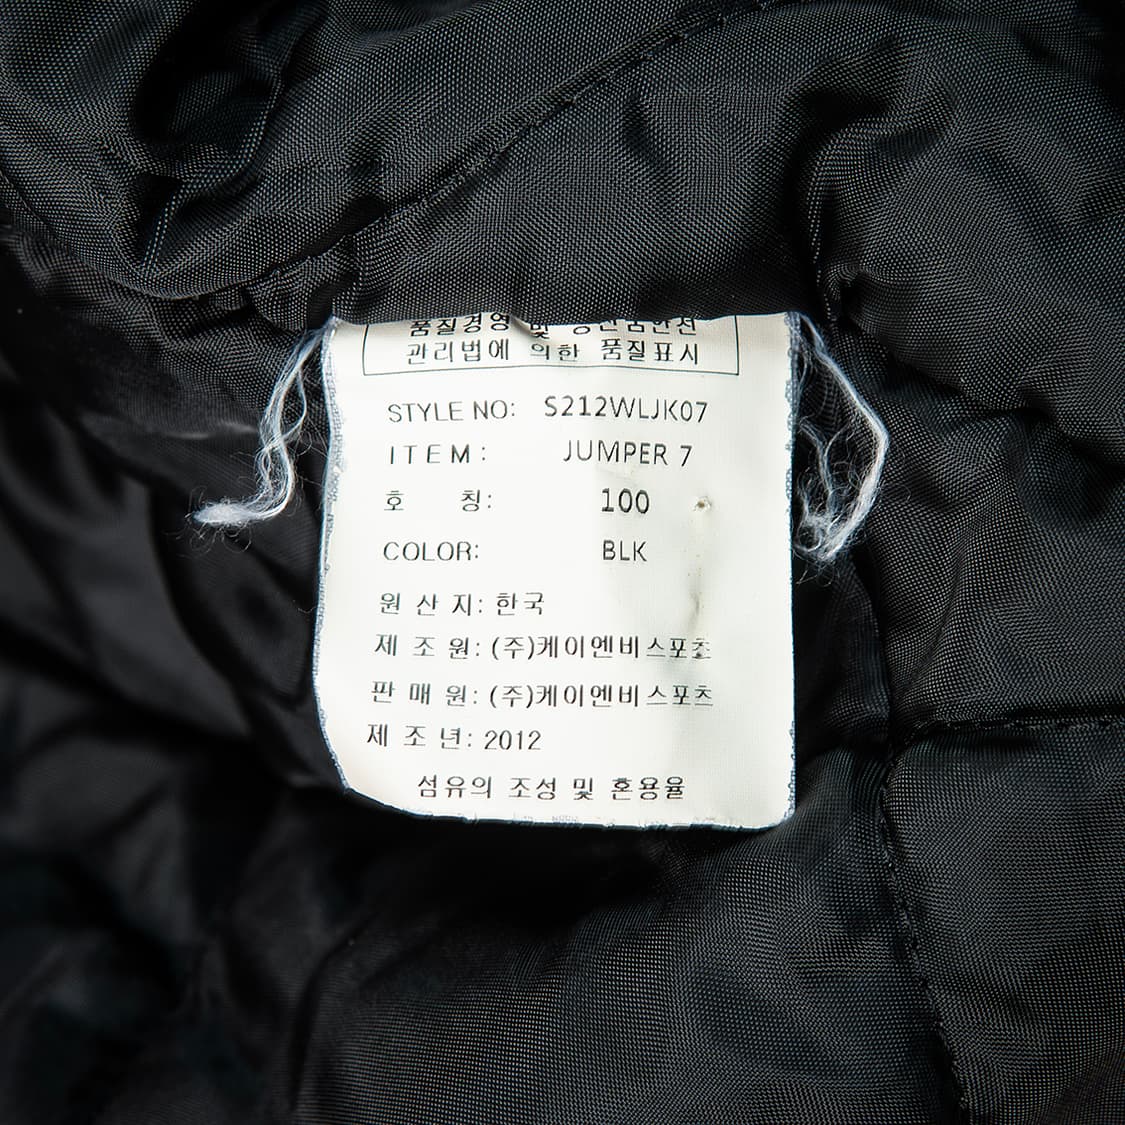 품질경영 및 공산품안전
관리법에 의한 품질표시
STYLE NO: S212WLJK07
ITEM: JUMPER 7
호 칭: 100
COLOR: BLK
원 산 지: 한국
제 조 원: (주)케이엔비스포츠
판 매 원: (주)케이엔비스포츠
제 조 년: 2012
섬유의 조성 및 혼용율